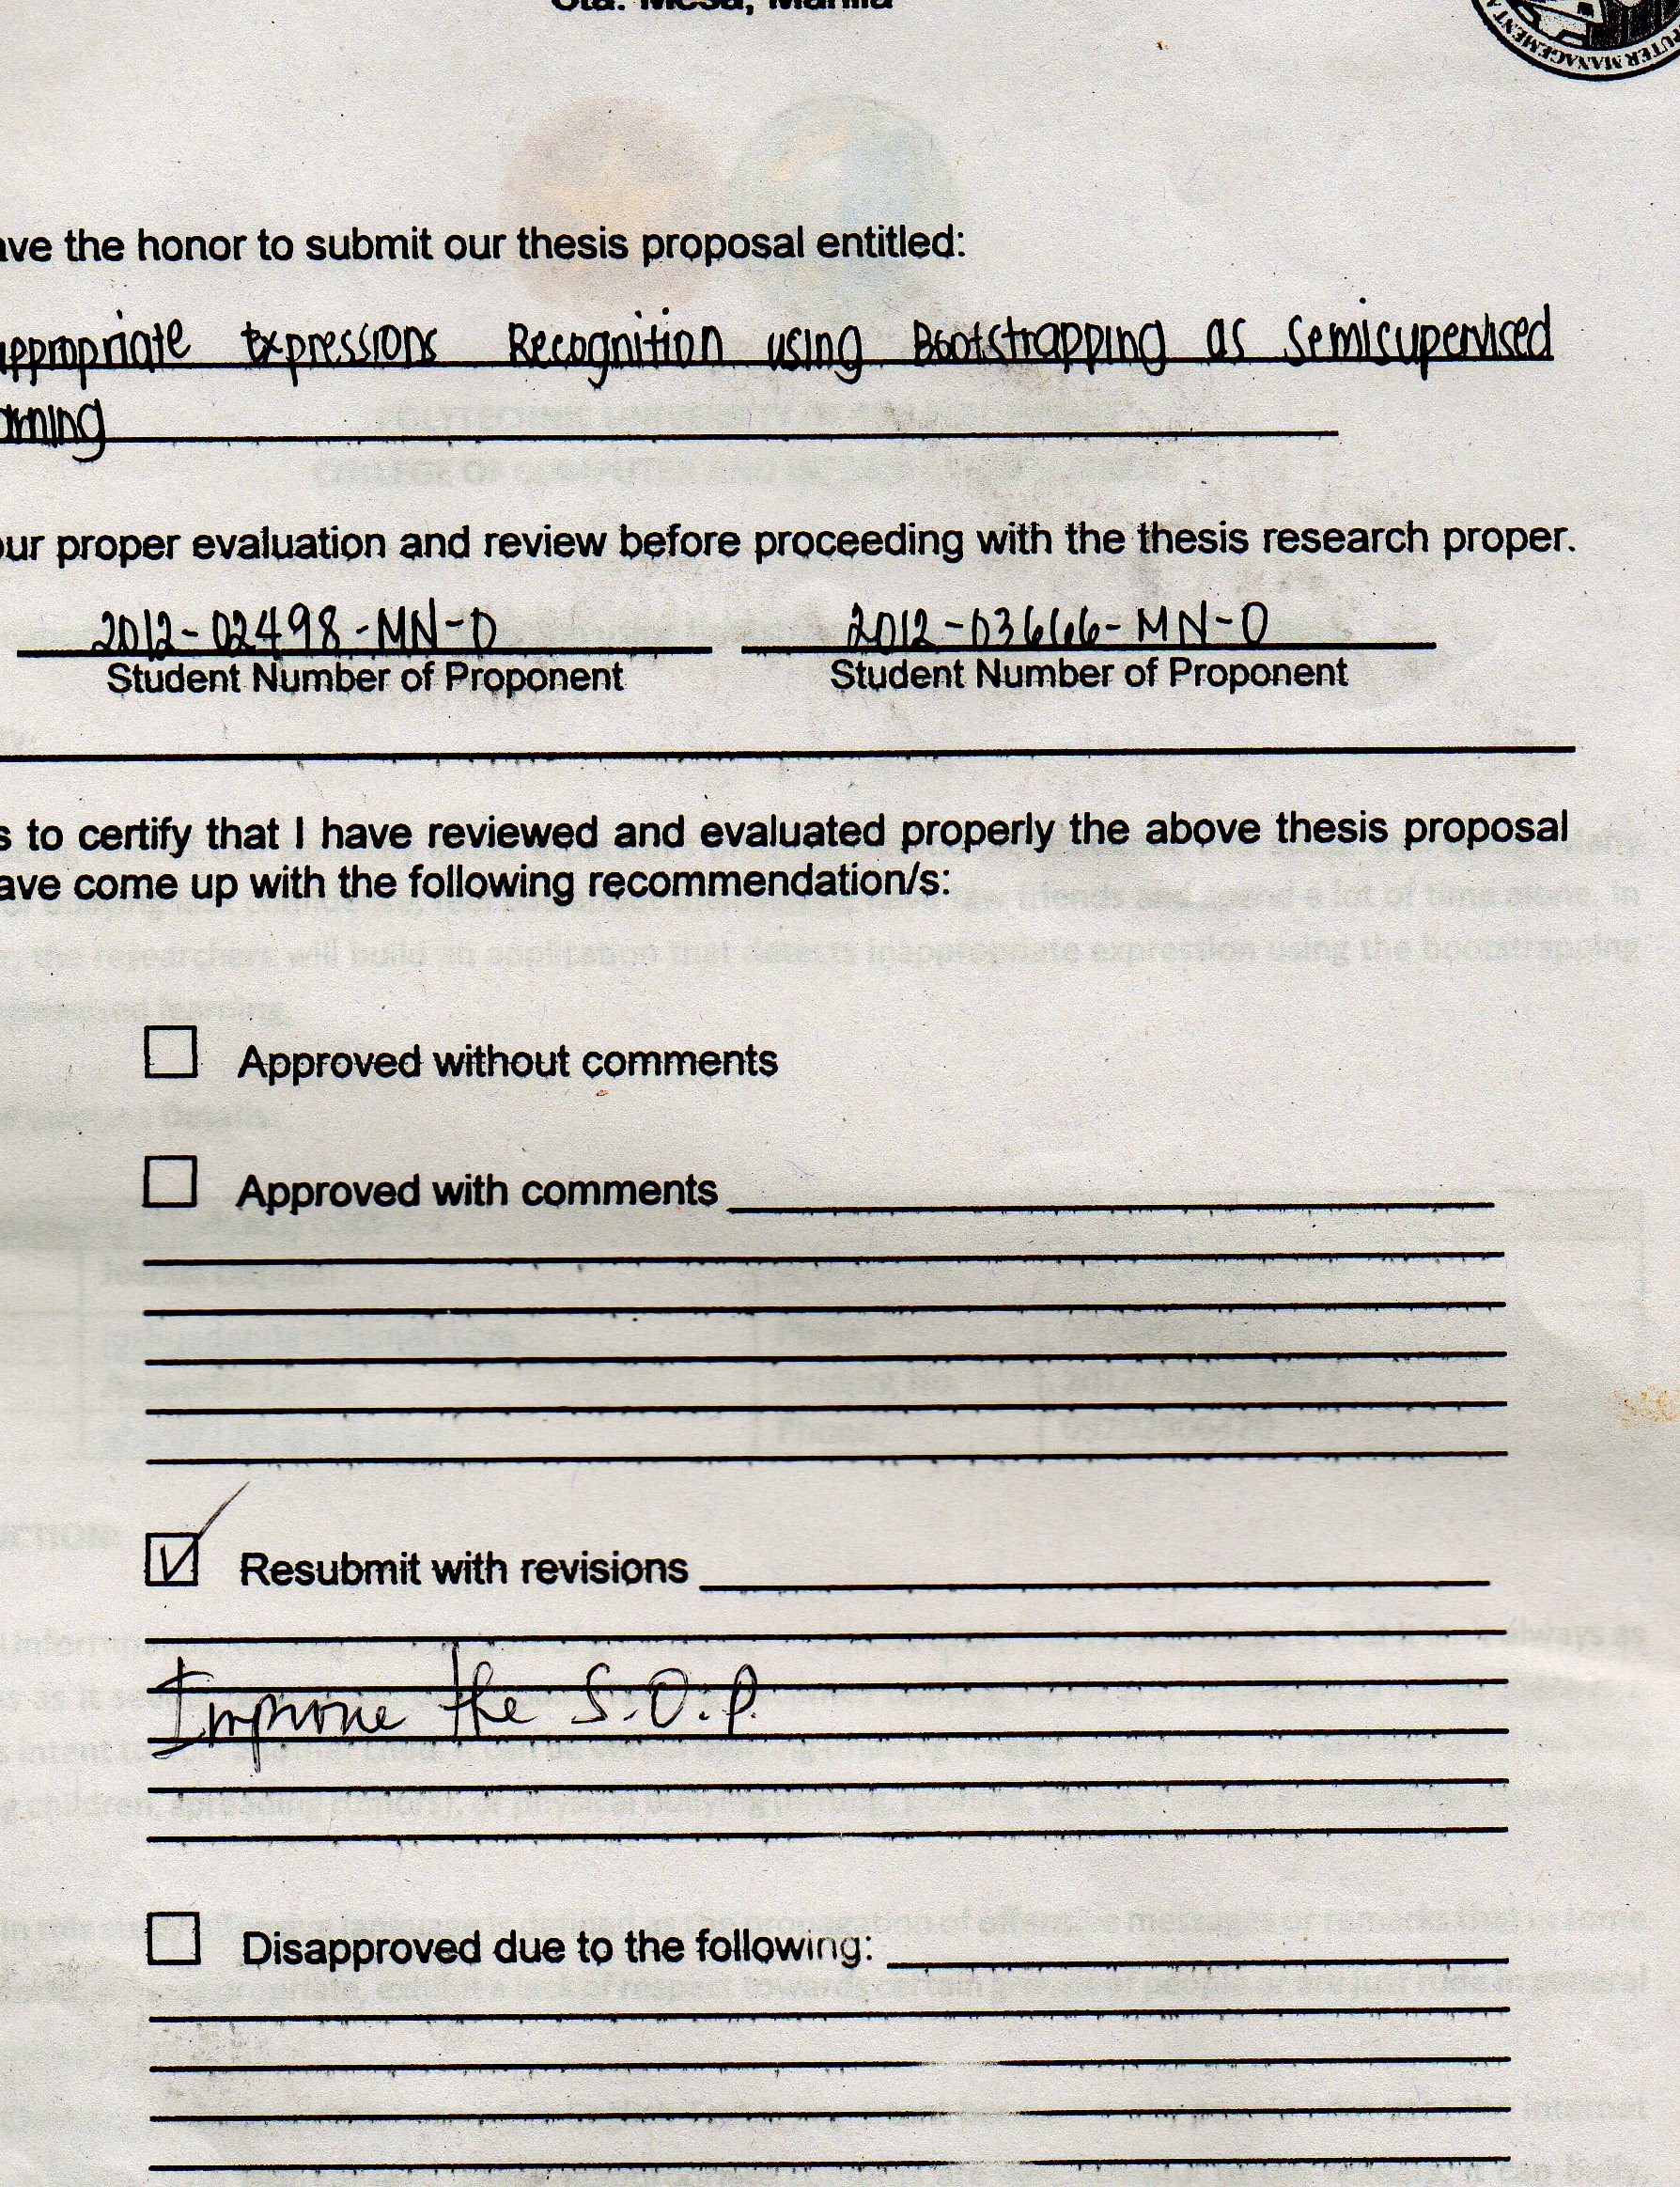 Sta. Mesa, Manila
PUTER MANAGEMENT
ave the honor to submit our thesis proposal entitled:
appropriate Expressions Recognition using Bootstrapping as Semisupervised
arning
our proper evaluation and review before proceeding with the thesis research proper.
2012-02498-MN-0 2012-03666-MN-0
Student Number of Proponent Student Number of Proponent
s to certify that I have reviewed and evaluated properly the above thesis proposal
ave come up with the following recommendation/s:
Approved without comments
Approved with comments
Resubmit with revisions
Improve the S.O.P.
Disapproved due to the following: